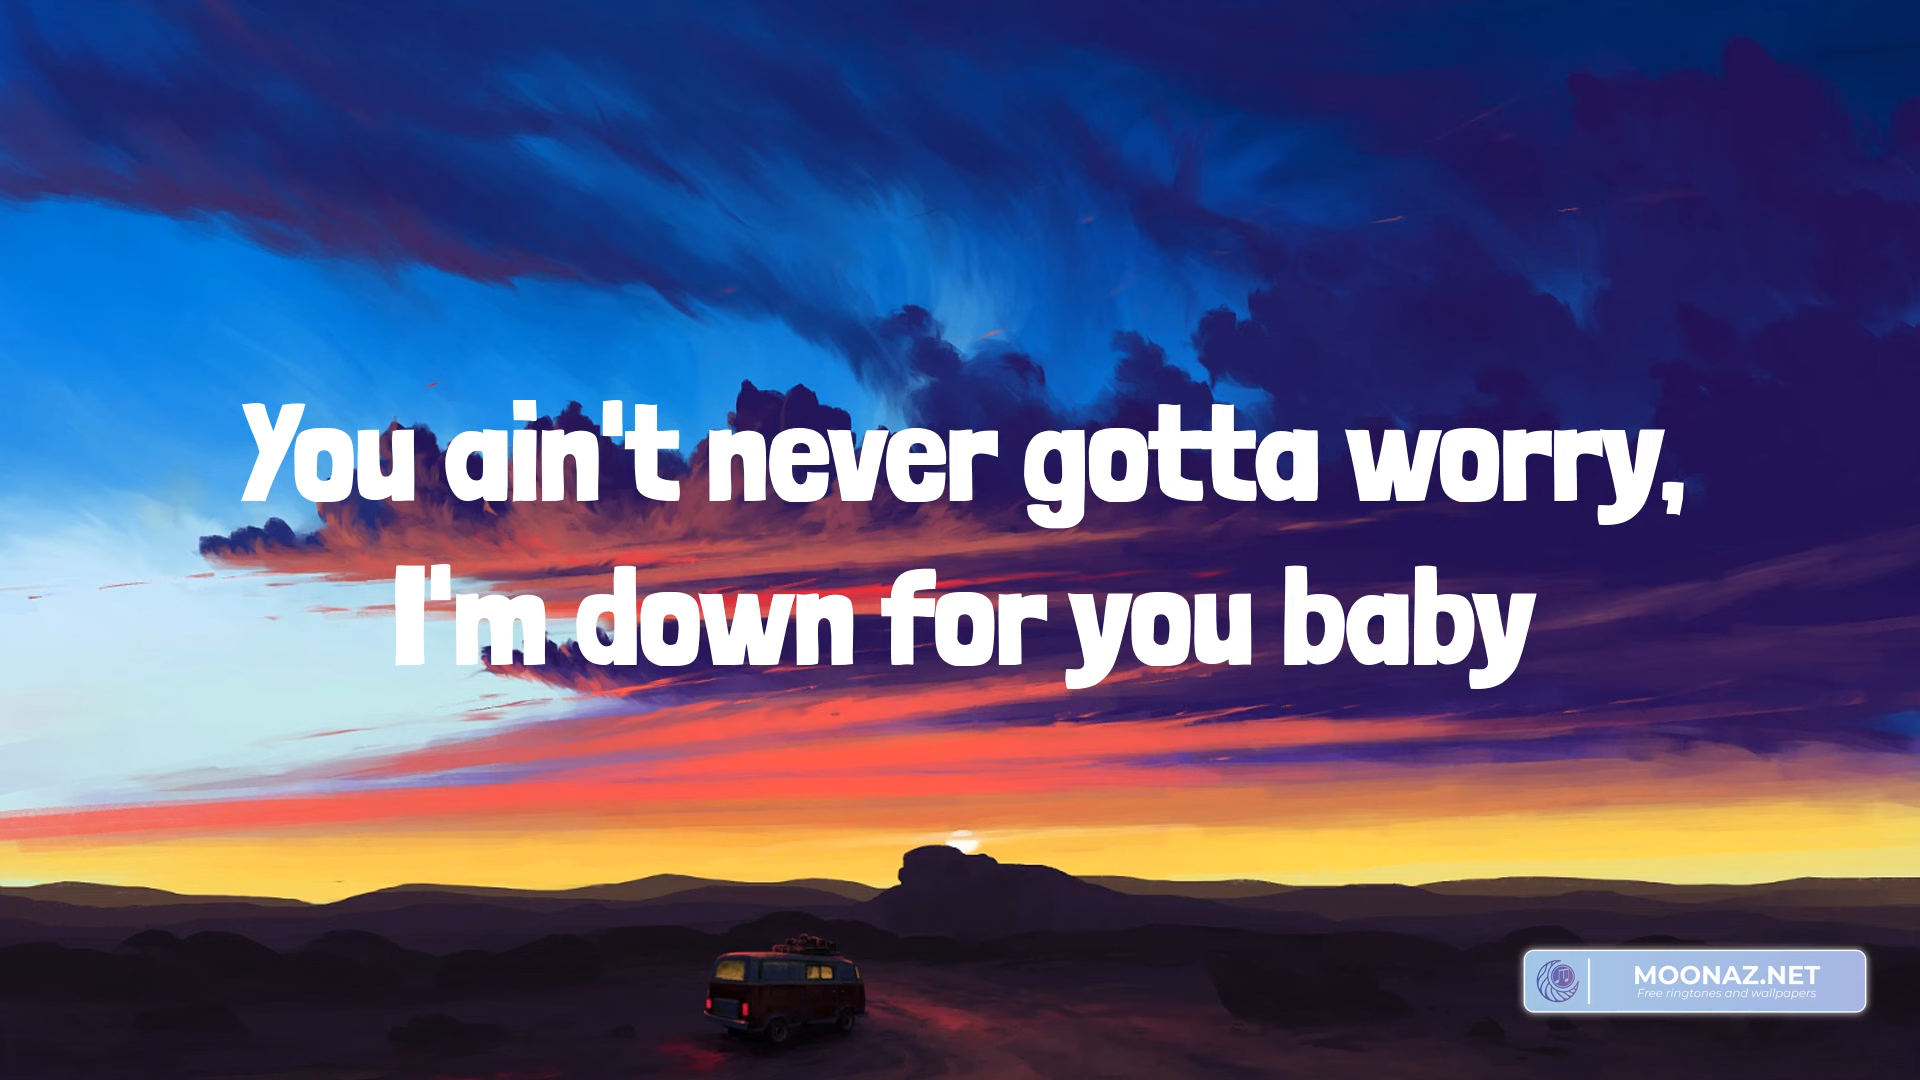 You ain't never gotta worry,
I'm down for you baby
MOONAZ.NET
Free ringtones and wallpapers